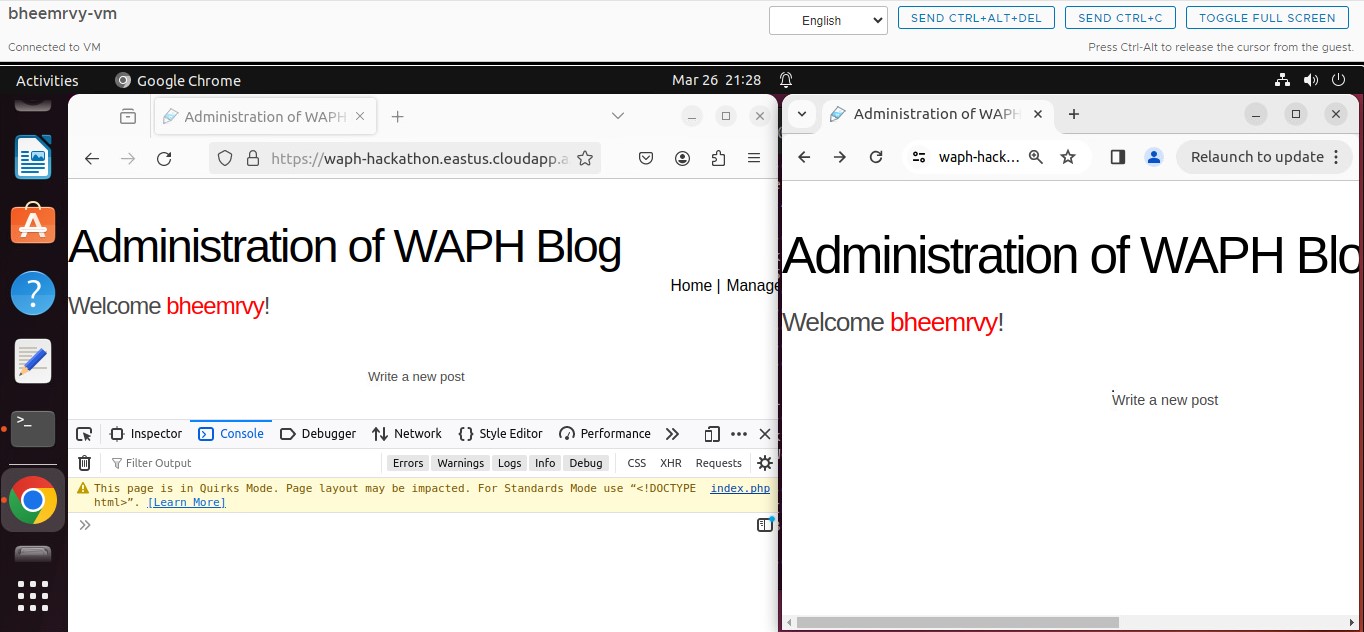 bheemrvy-vm
English
SEND CTRL+ALT+DEL
SEND CTRL+C
TOGGLE FULL SCREEN
Connected to VM
Press Ctrl-Alt to release the cursor from the guest.
Activities
Google Chrome
Mar 26 21:28
Administration of WAPH
https://waph-hackathon.eastus.cloudapp.a
Administration of WAPH Blog
Home | Manage
Welcome bheemrvy!
Write a new post
Inspector
Console
Debugger
Network
Style Editor
Performance
Filter Output
Errors
Warnings
Logs
Info
Debug
CSS
XHR
Requests
This page is in Quirks Mode. Page layout may be impacted. For Standards Mode use “<!DOCTYPE
index.php
html>”. [Learn More]
Administration of WAPH
waph-hack...
Relaunch to update
Administration of WAPH Blo
Welcome bheemrvy!
Write a new post